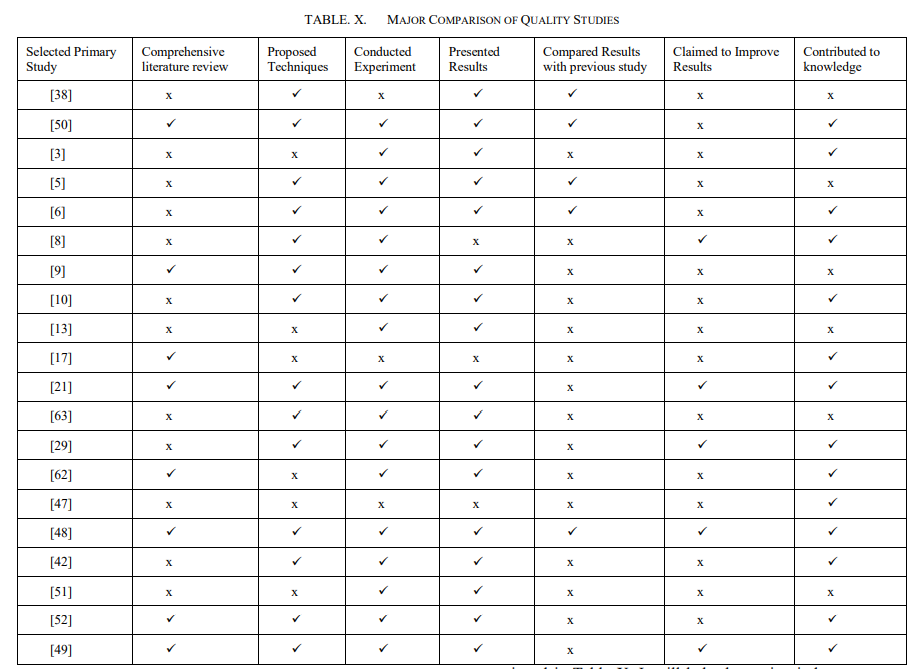 TABLE. X. MAJOR COMPARISON OF QUALITY STUDIES
Selected Primary Study Comprehensive literature review Proposed Techniques Conducted Experiment Presented Results Compared Results with previous study Claimed to Improve Results Contributed to knowledge
[38] x ✓ x ✓ ✓ x x
[50] ✓ ✓ ✓ ✓ ✓ x ✓
[3] x x ✓ ✓ x x ✓
[5] x ✓ ✓ ✓ ✓ x x
[6] x ✓ ✓ ✓ ✓ x ✓
[8] x ✓ ✓ x x ✓ ✓
[9] ✓ ✓ ✓ ✓ x x x
[10] x ✓ ✓ ✓ x x ✓
[13] x x ✓ ✓ x x x
[17] ✓ x x x x x ✓
[21] ✓ ✓ ✓ ✓ x ✓ ✓
[63] x ✓ ✓ ✓ x x x
[29] x ✓ ✓ ✓ x ✓ ✓
[62] ✓ x ✓ ✓ x x ✓
[47] x x x x x x ✓
[48] ✓ ✓ ✓ ✓ ✓ ✓ ✓
[42] x ✓ ✓ ✓ x x ✓
[51] x x ✓ ✓ x x x
[52] ✓ ✓ ✓ ✓ x x ✓
[49] ✓ ✓ ✓ ✓ x ✓ ✓